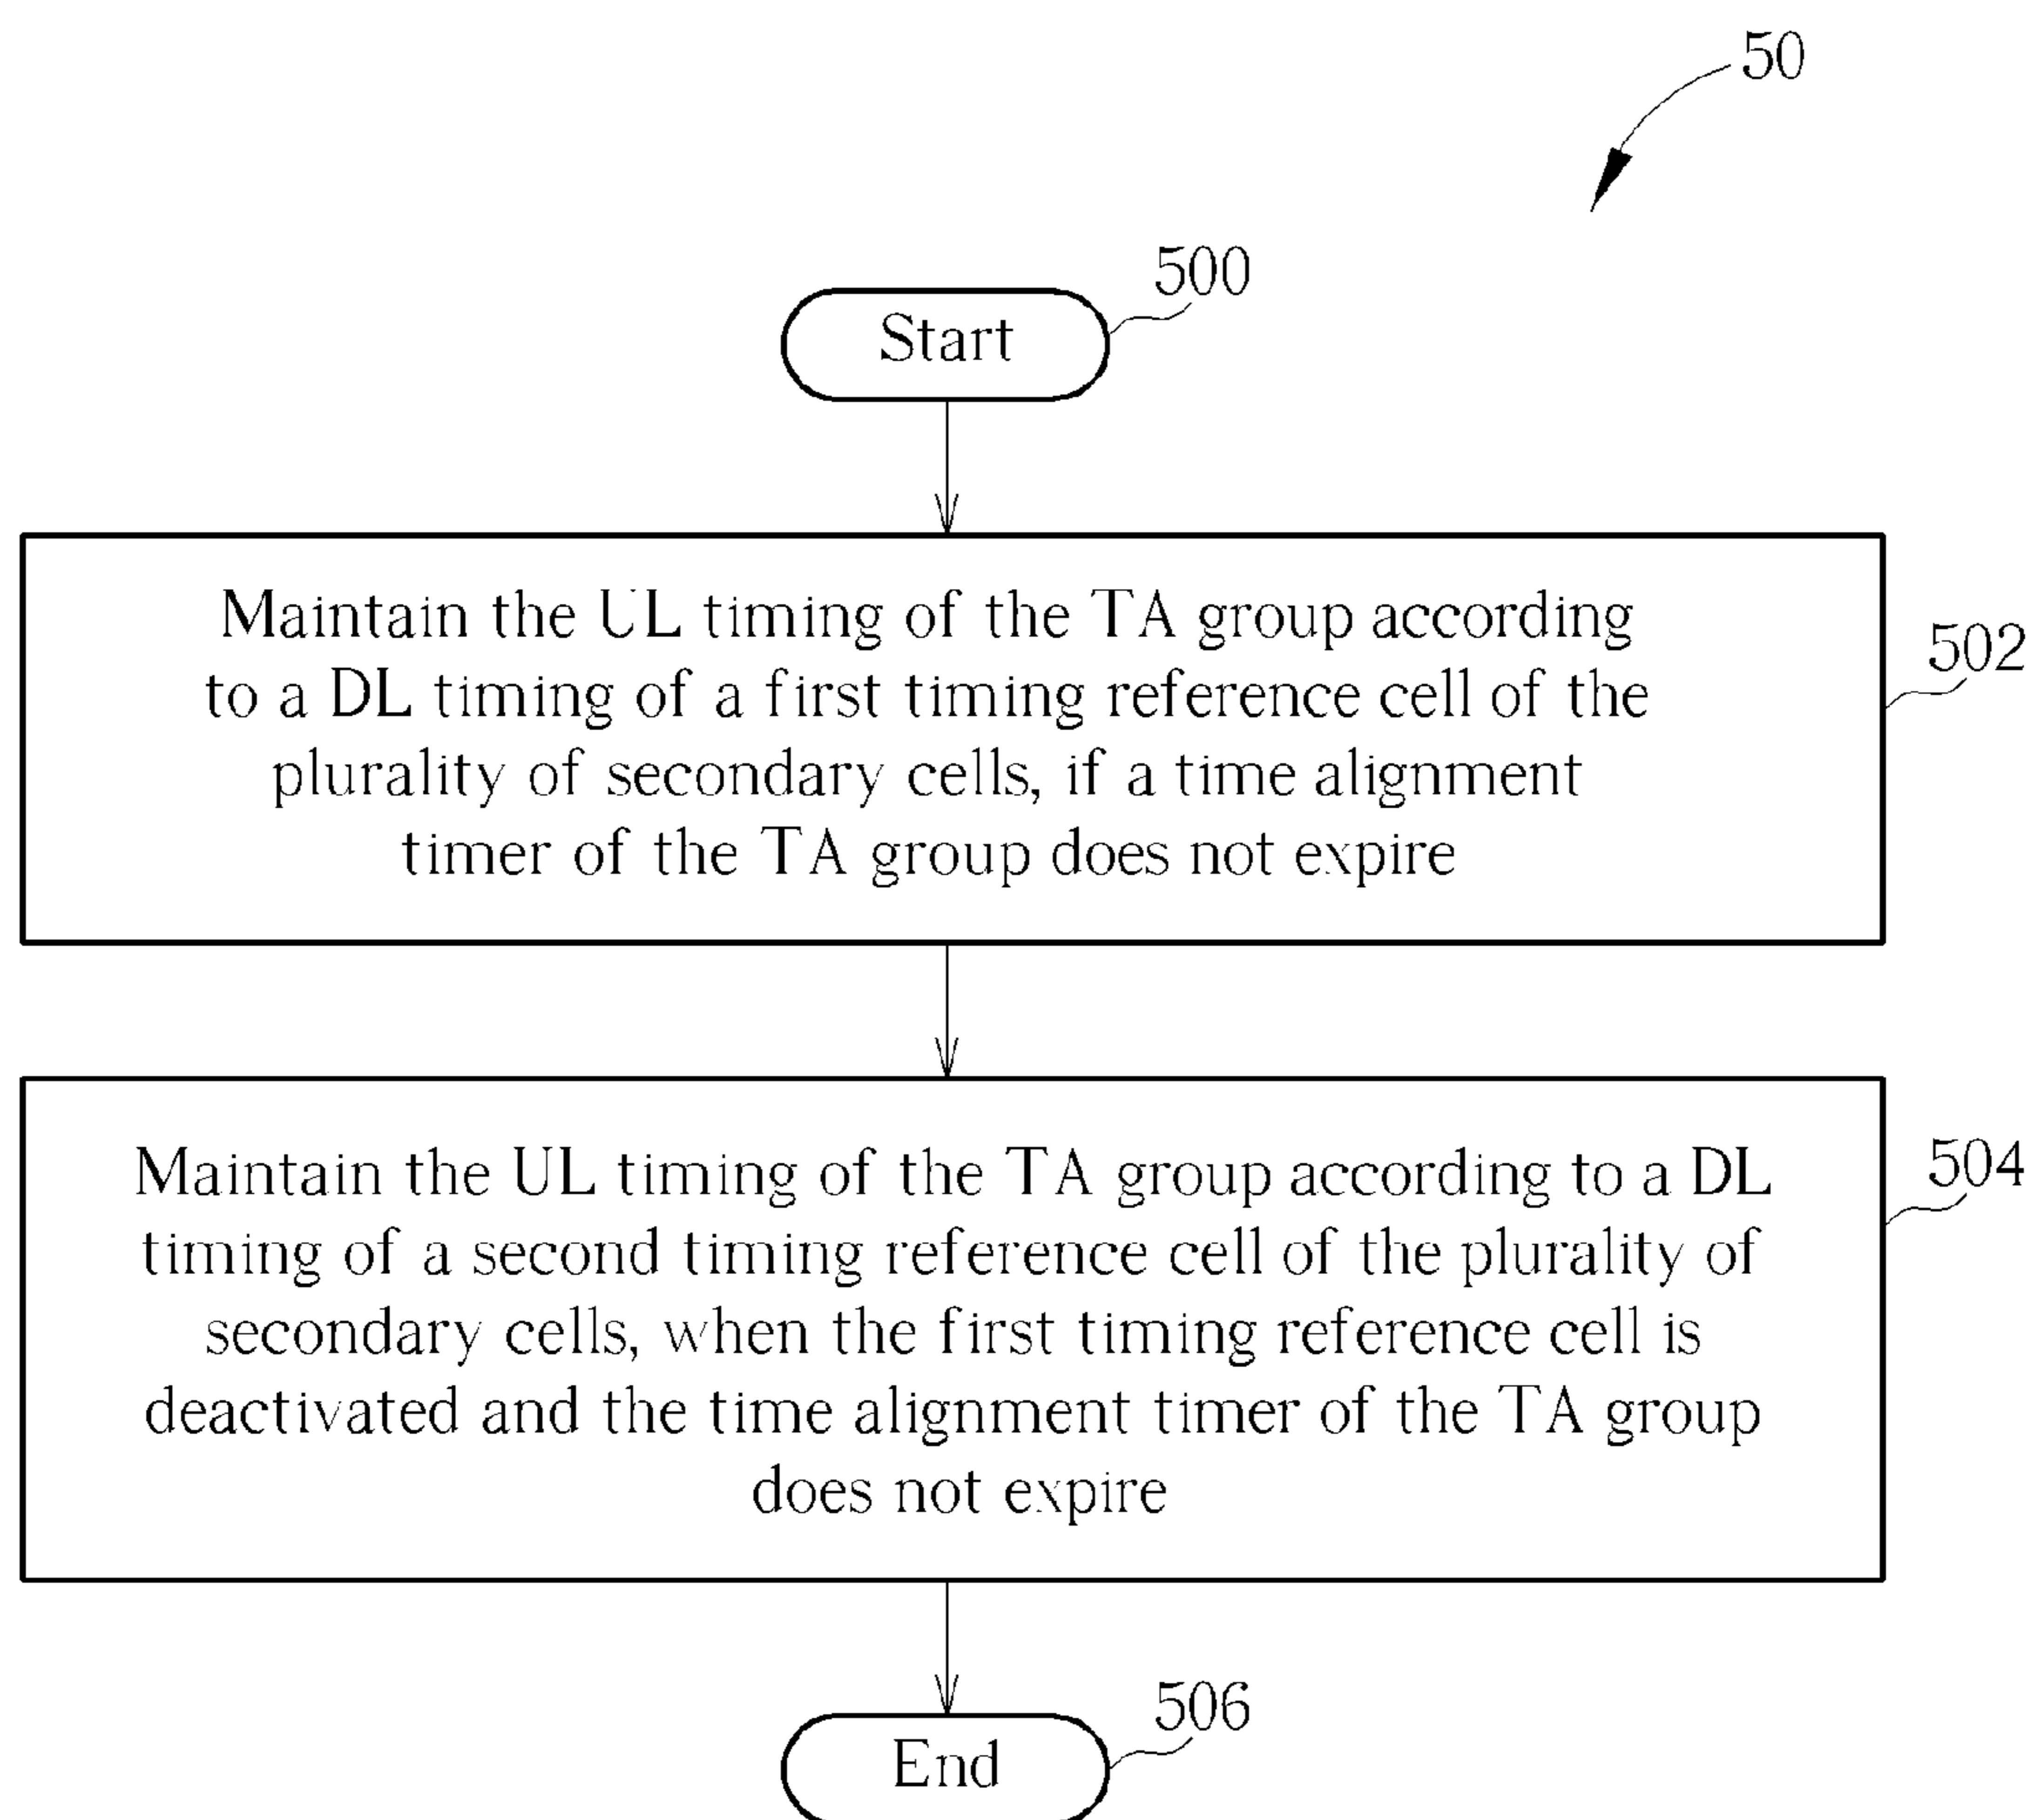 50
500
Start
Maintain the UL timing of the TA group according
to a DL timing of a first timing reference cell of the
plurality of secondary cells, if a time alignment
timer of the TA group does not expire
502
Maintain the UL timing of the TA group according to a DL
timing of a second timing reference cell of the plurality of
secondary cells, when the first timing reference cell is
deactivated and the time alignment timer of the TA group
does not expire
504
506
End